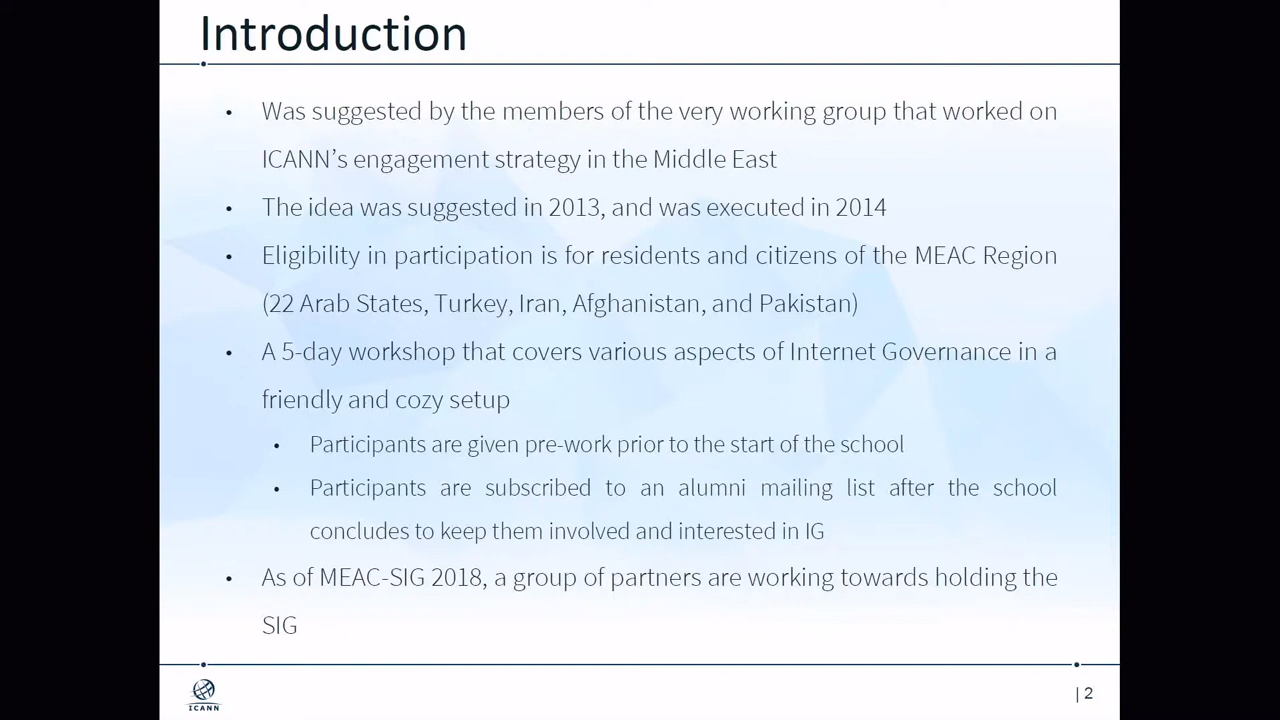 Introduction
• Was suggested by the members of the very working group that worked on
ICANN’s engagement strategy in the Middle East
• The idea was suggested in 2013, and was executed in 2014
• Eligibility in participation is for residents and citizens of the MEAC Region
(22 Arab States, Turkey, Iran, Afghanistan, and Pakistan)
• A 5-day workshop that covers various aspects of Internet Governance in a
friendly and cozy setup
• Participants are given pre-work prior to the start of the school
• Participants are subscribed to an alumni mailing list after the school
concludes to keep them involved and interested in IG
• As of MEAC-SIG 2018, a group of partners are working towards holding the
SIG
ICANN
| 2